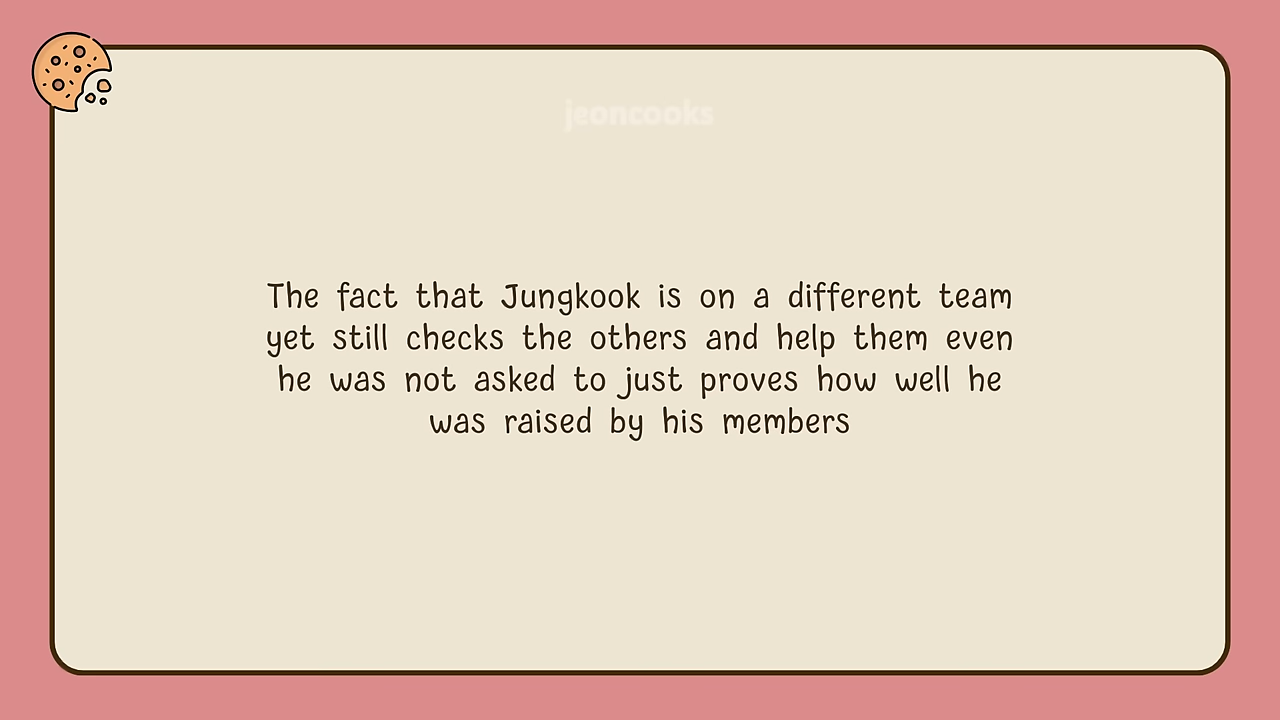 jeoncooks
The fact that Jungkook is on a different team
yet still checks the others and help them even
he was not asked to just proves how well he
was raised by his members